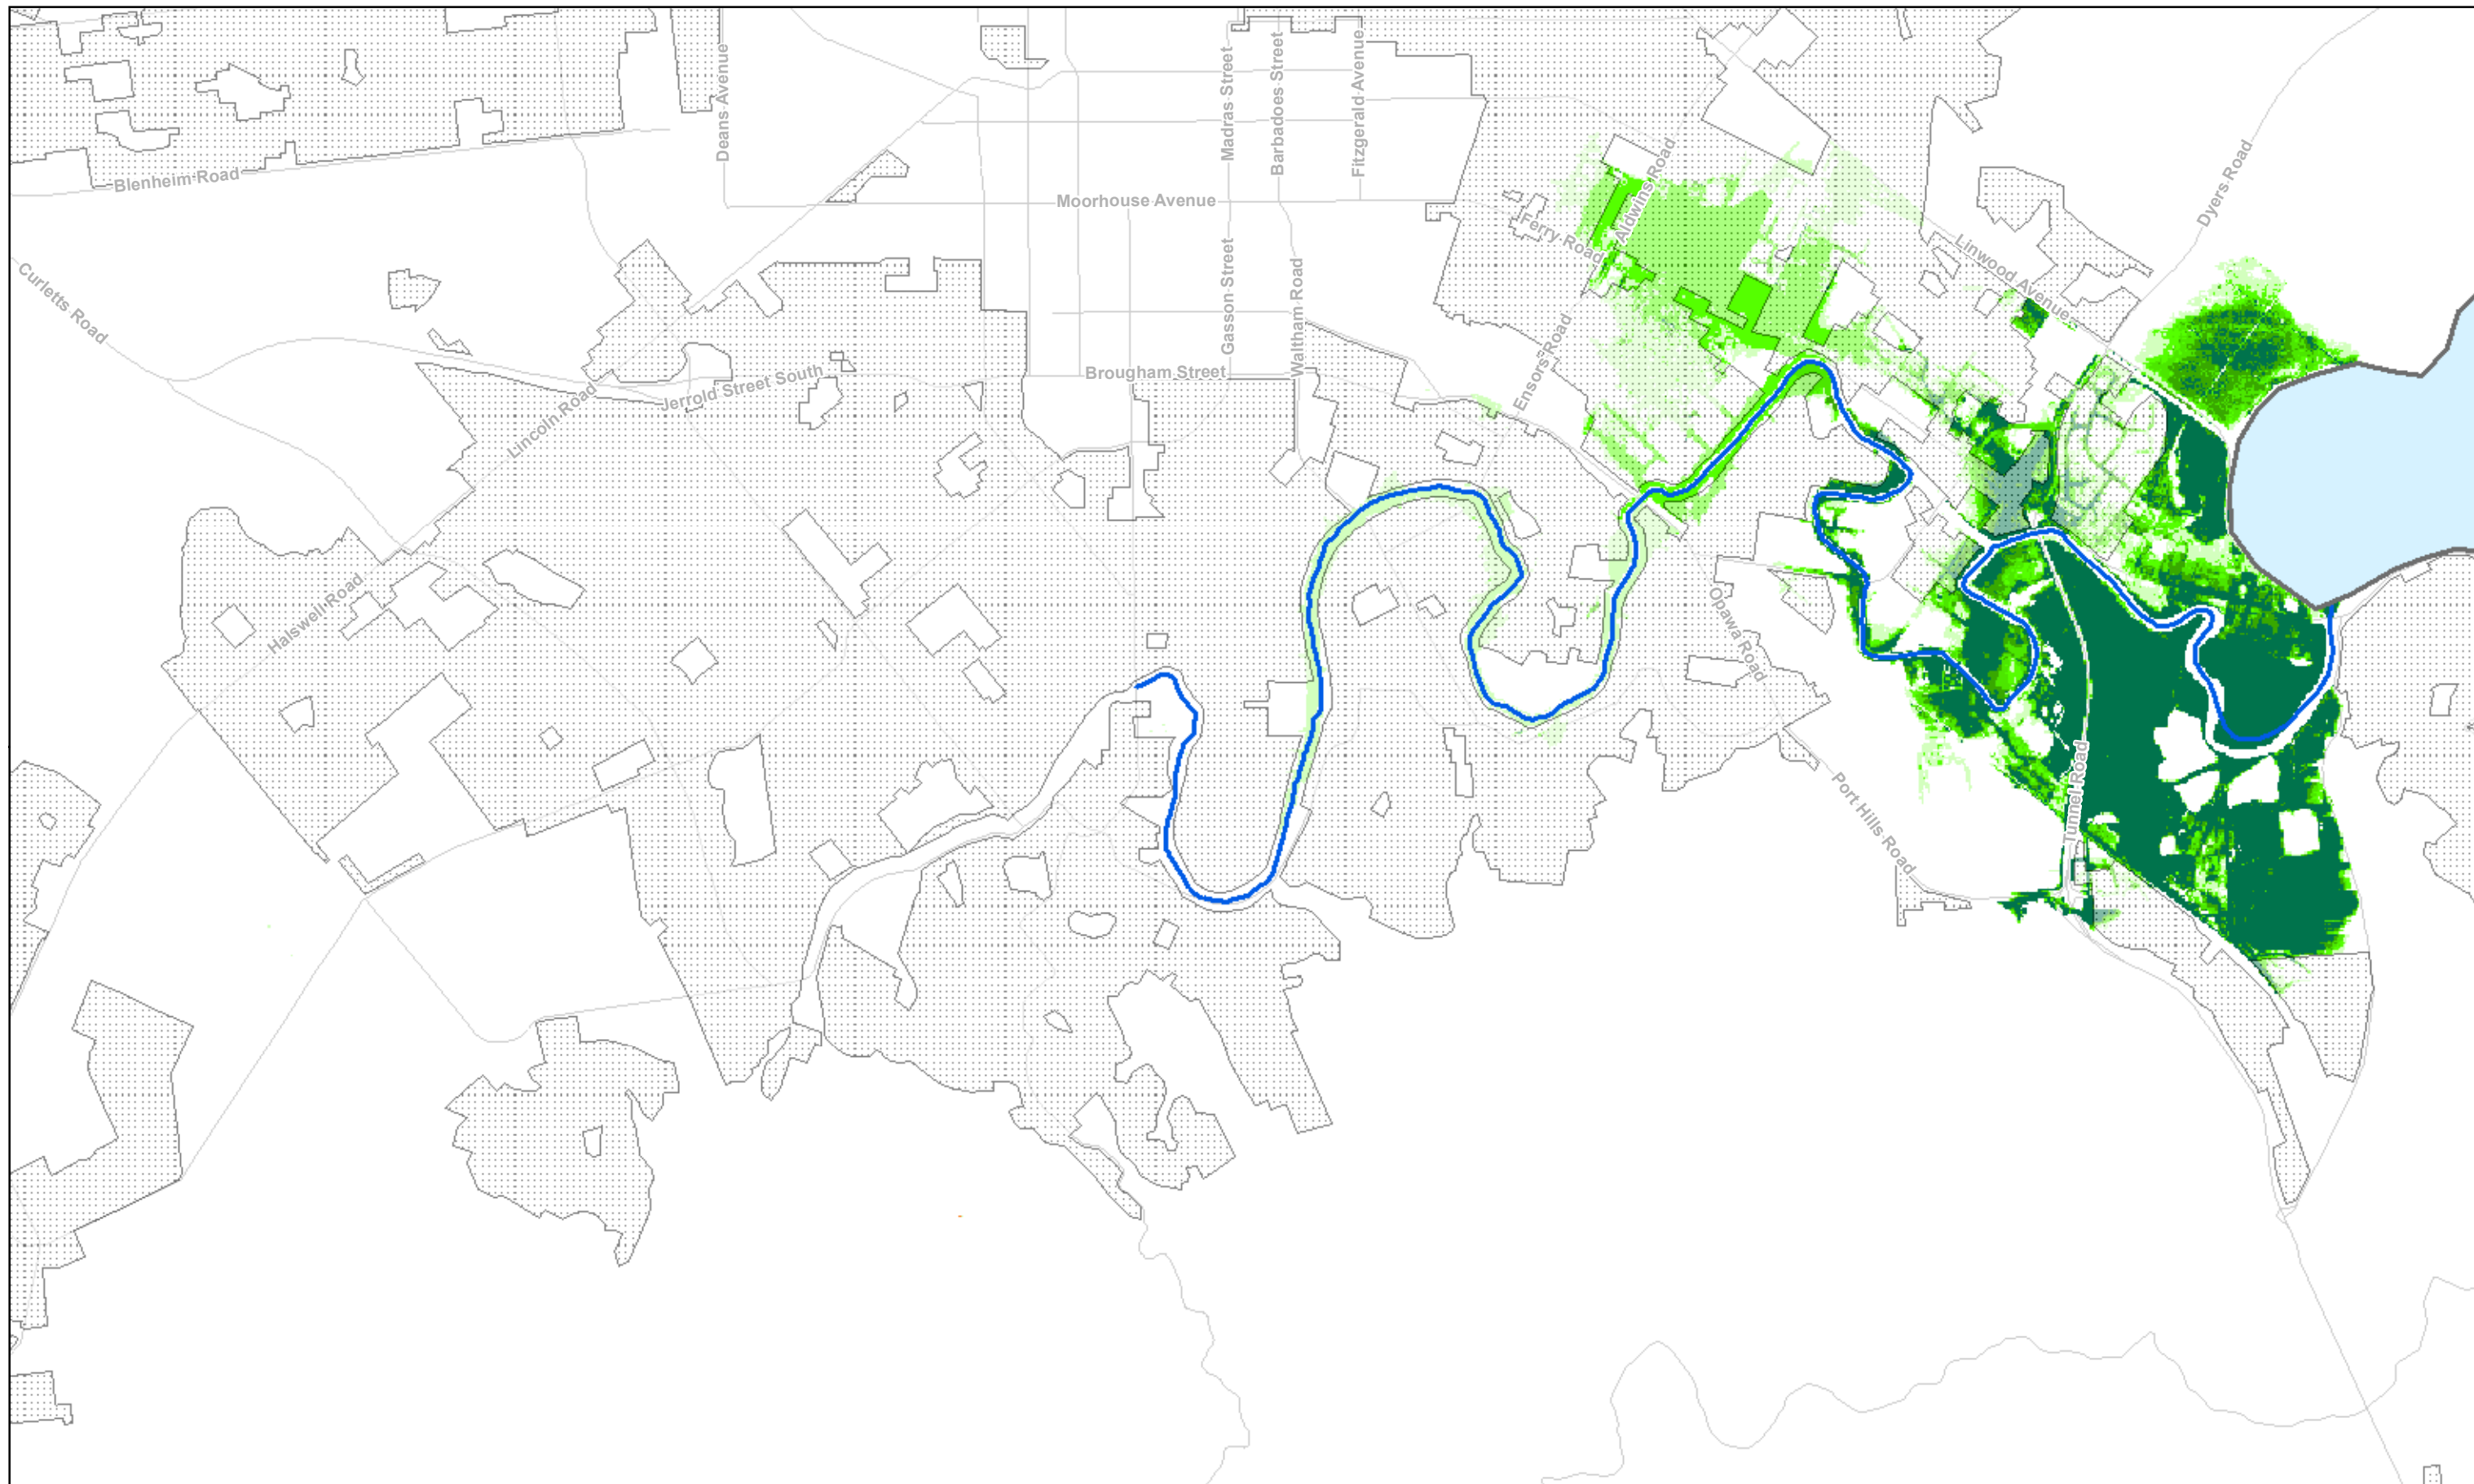 Deans Avenue
Madras Street
Barbadoes Street
Fitzgerald Avenue
Blenheim Road
Moorhouse Avenue
Aldwins Road
Ferry Road
Dyers Road
Linwood Avenue
Curletts Road
Gasson Street
Waltham Road
Ensors Road
Brougham Street
Jerrold Street South
Lincoln Road
Halswell Road
Opawa Road
Port Hills Road
Tunnel Road